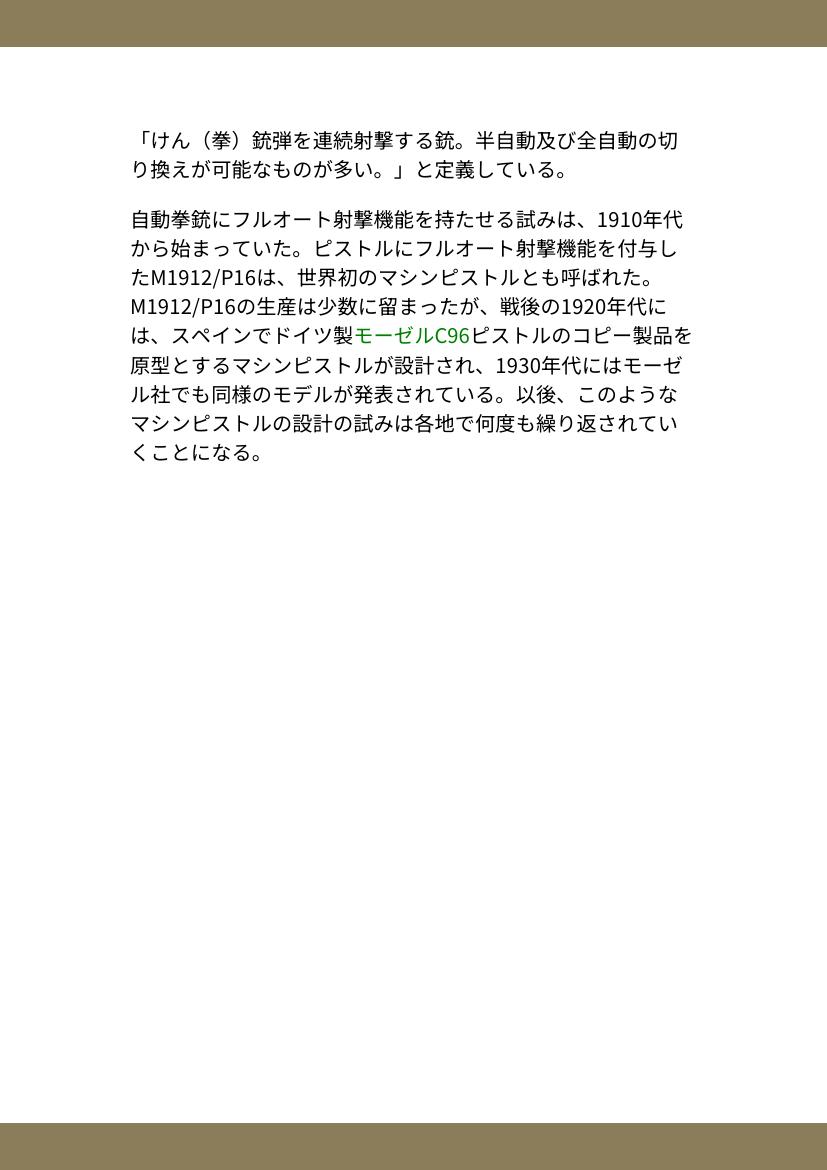 「けん（拳）銃弾を連続射撃する銃。半自動及び全自動の切
り換えが可能なものが多い。」と定義している。
自動拳銃にフルオート射撃機能を持たせる試みは、1910年代
から始まっていた。ピストルにフルオート射撃機能を付与し
たM1912/P16は、世界初のマシンピストルとも呼ばれた。
M1912/P16の生産は少数に留まったが、戦後の1920年代に
は、スペインでドイツ製モーゼルC96ピストルのコピー製品を
原型とするマシンピストルが設計され、1930年代にはモーゼ
ル社でも同様のモデルが発表されている。以後、このような
マシンピストルの設計の試みは各地で何度も繰り返されてい
くことになる。